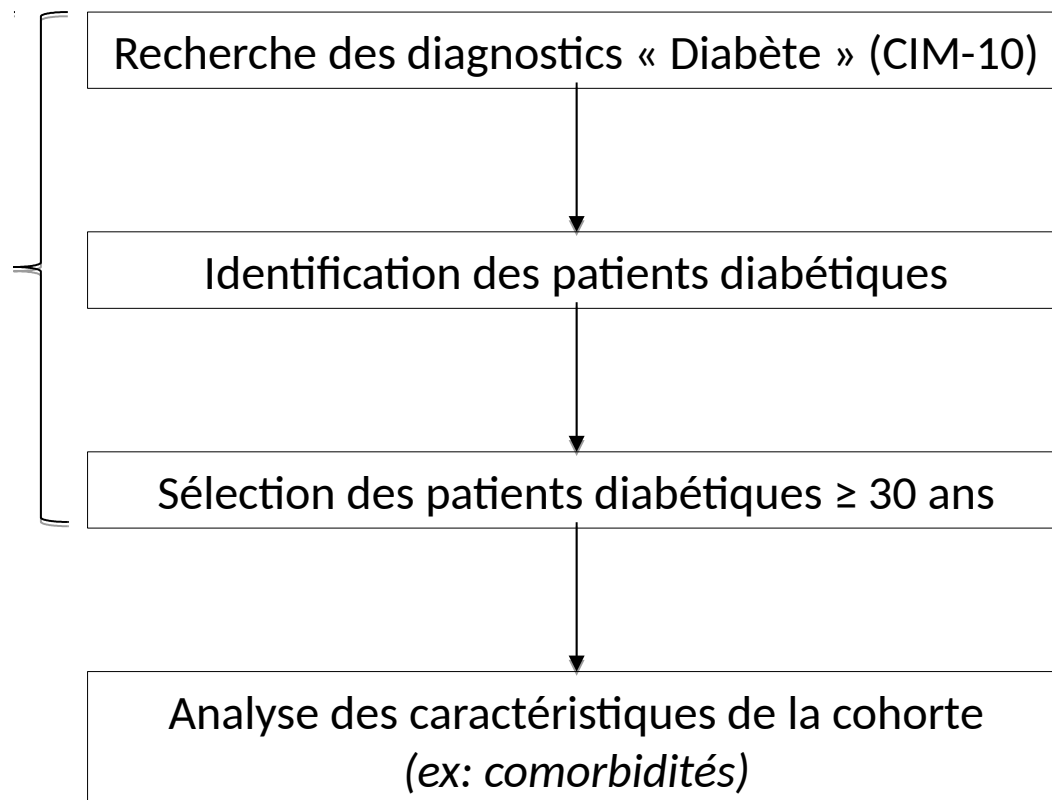 Recherche des diagnostics « Diabète » (CIM-10)
Identification des patients diabétiques
Sélection des patients diabétiques ≥ 30 ans
Analyse des caractéristiques de la cohorte
(ex: comorbidités)